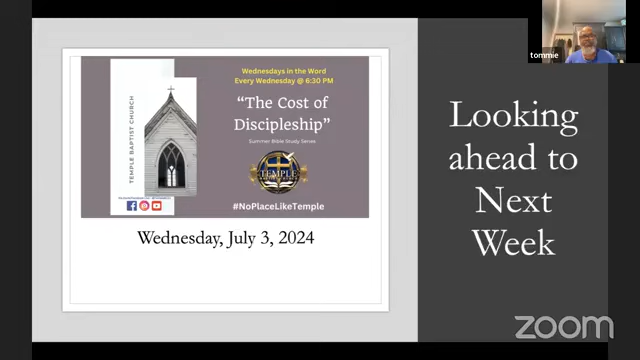 Wednesdays in the Word
Every Wednesday @ 6:30 PM
“The Cost of
Discipleship”
Summer Bible Study Series
TEMPLE
#NoPlaceLikeTemple
TEMPLE BAPTIST CHURCH
Wednesday, July 3, 2024
Looking
ahead to
Next
Week
tommie
zoom